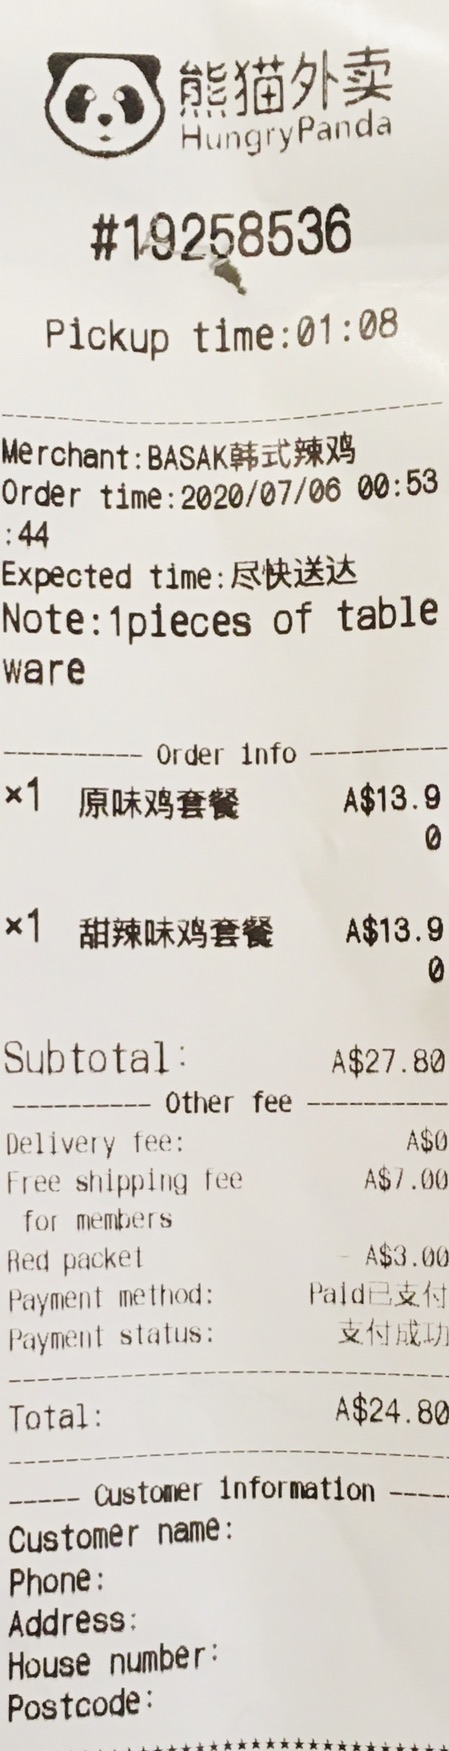 熊猫外卖
HungryPanda
#19258536
Pickup time:01:08
Merchant:BASAK韩式辣鸡
Order time:2020/07/06 00:53
:44
Expected time:尽快送达
Note:1pieces of table
ware
Order info
×1 原味鸡套餐 A$13.9
0
×1 甜辣味鸡套餐 A$13.9
0
Subtotal: A$27.80
Other fee
Delivery fee: A$0
Free shipping fee A$7.00
for members
Red packet - A$3.00
Payment method: Paid已支付
Payment status: 支付成功
Total: A$24.80
Customer information
Customer name:
Phone:
Address:
House number:
Postcode: